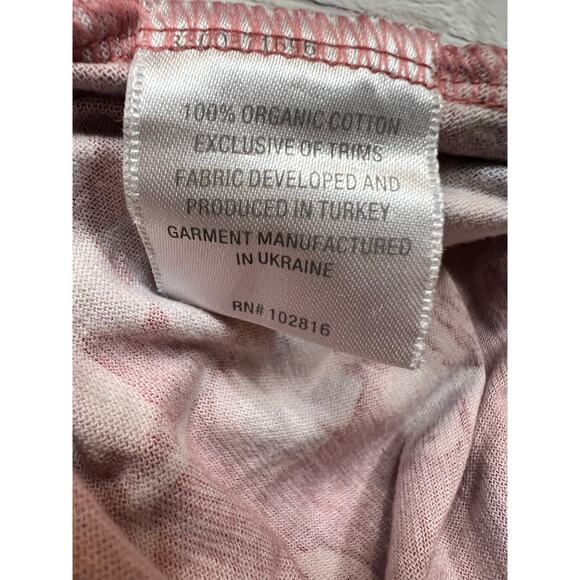 100% ORGANIC COTTON
EXCLUSIVE OF TRIMS
FABRIC DEVELOPED AND
PRODUCED IN TURKEY
GARMENT MANUFACTURED
IN UKRAINE
RN# 102816